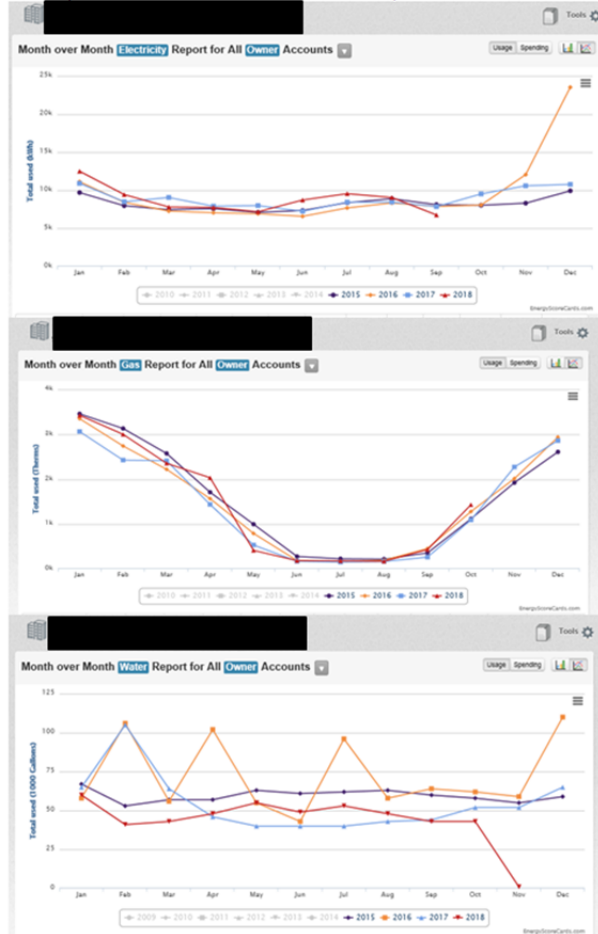 Tools
Month over Month Electricity Report for All Owner Accounts
Usage Spending
25k
20k
15k
10k
5k
0k
Total used (kWh)
Jan Feb Mar Apr May Jun Jul Aug Sep Oct Nov Dec
2010 2011 2012 2013 2014 2015 2016 2017 2018
EnergyScoreCards.com
Tools
Month over Month Gas Report for All Owner Accounts
Usage Spending
4k
3k
2k
1k
0k
Total used (Therms)
Jan Feb Mar Apr May Jun Jul Aug Sep Oct Nov Dec
2010 2011 2012 2013 2014 2015 2016 2017 2018
EnergyScoreCards.com
Tools
Month over Month Water Report for All Owner Accounts
Usage Spending
125
100
75
50
25
0
Total used (1000 Gallons)
Jan Feb Mar Apr May Jun Jul Aug Sep Oct Nov Dec
2009 2010 2011 2012 2013 2014 2015 2016 2017 2018
EnergyScoreCards.com